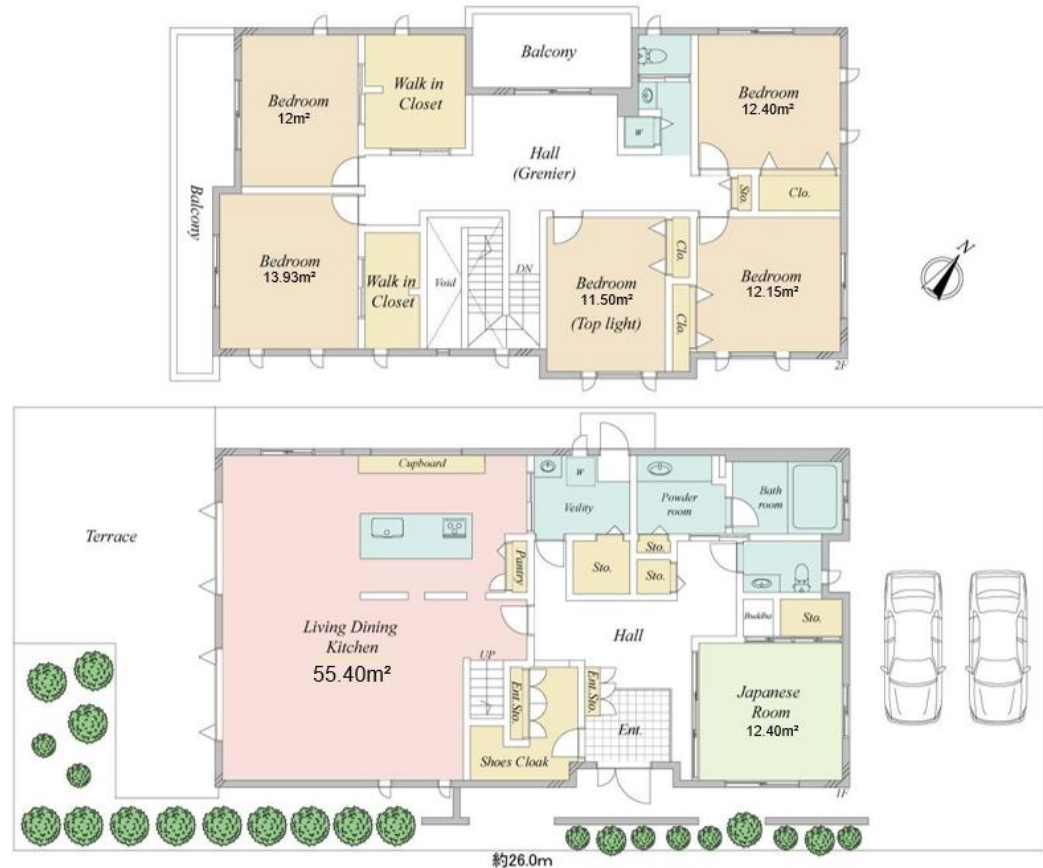 Balcony
Bedroom
12m²
Walk in
Closet
W
Bedroom
12.40m²
Hall
(Grenier)
Balcony
Sto.
Clo.
Bedroom
13.93m²
Walk in
Closet
Void
DN
Bedroom
11.50m²
(Top light)
Clo.
Clo.
Bedroom
12.15m²
N
2F
Terrace
Cupboard
W
Veility
Powder
room
Bath
room
Pantry
Sto.
Sto.
Sto.
Buddha
Sto.
Living Dining
Kitchen
55.40m²
Hall
UP
Ent.Sto.
Ent.Sto.
Ent.
Shoes Cloak
Japanese
Room
12.40m²
1F
約26.0m